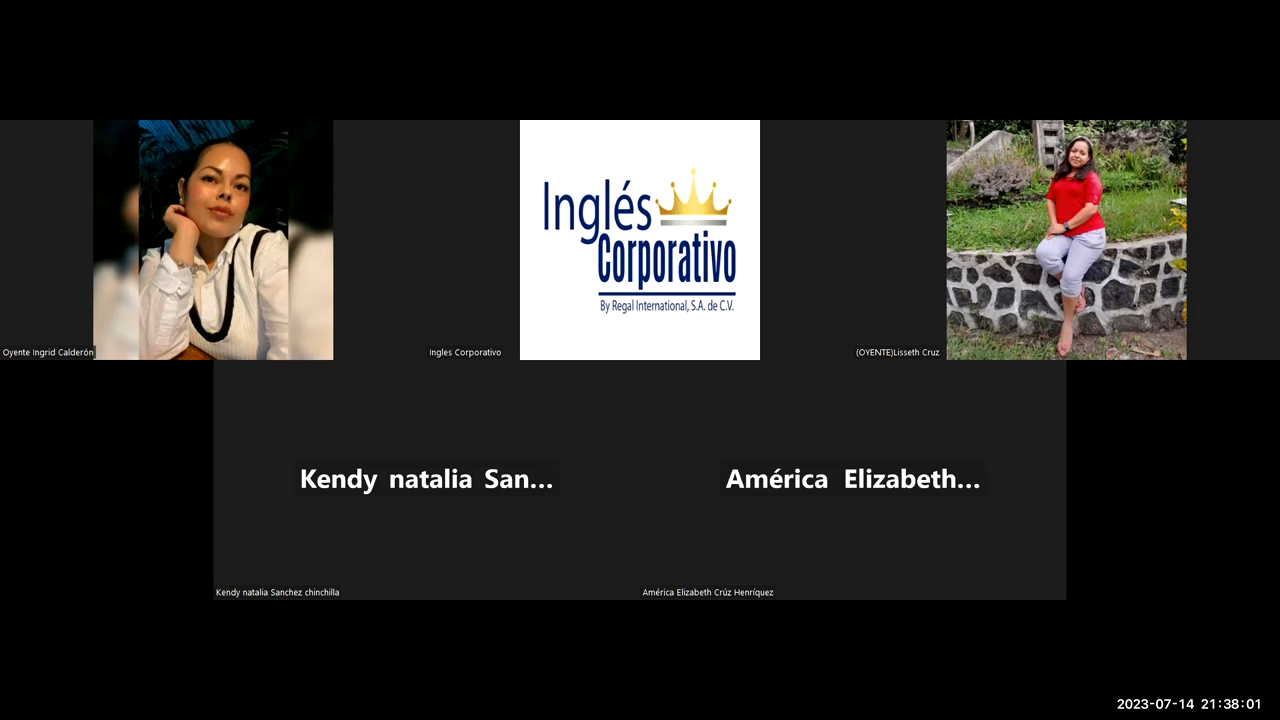 Inglés
Corporativo
By Regal International, S.A. de C.V.
Oyente Ingrid Calderón
Ingles Corporativo
(OYENTE)Lisseth Cruz
Kendy natalia San...
América Elizabeth...
Kendy natalia Sanchez chinchilla
América Elizabeth Crúz Henríquez
2023-07-14 21:38:01